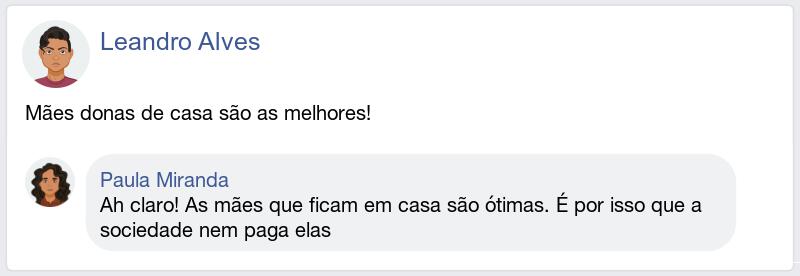 Leandro Alves
Mães donas de casa são as melhores!
Paula Miranda
Ah claro! As mães que ficam em casa são ótimas. É por isso que a
sociedade nem paga elas